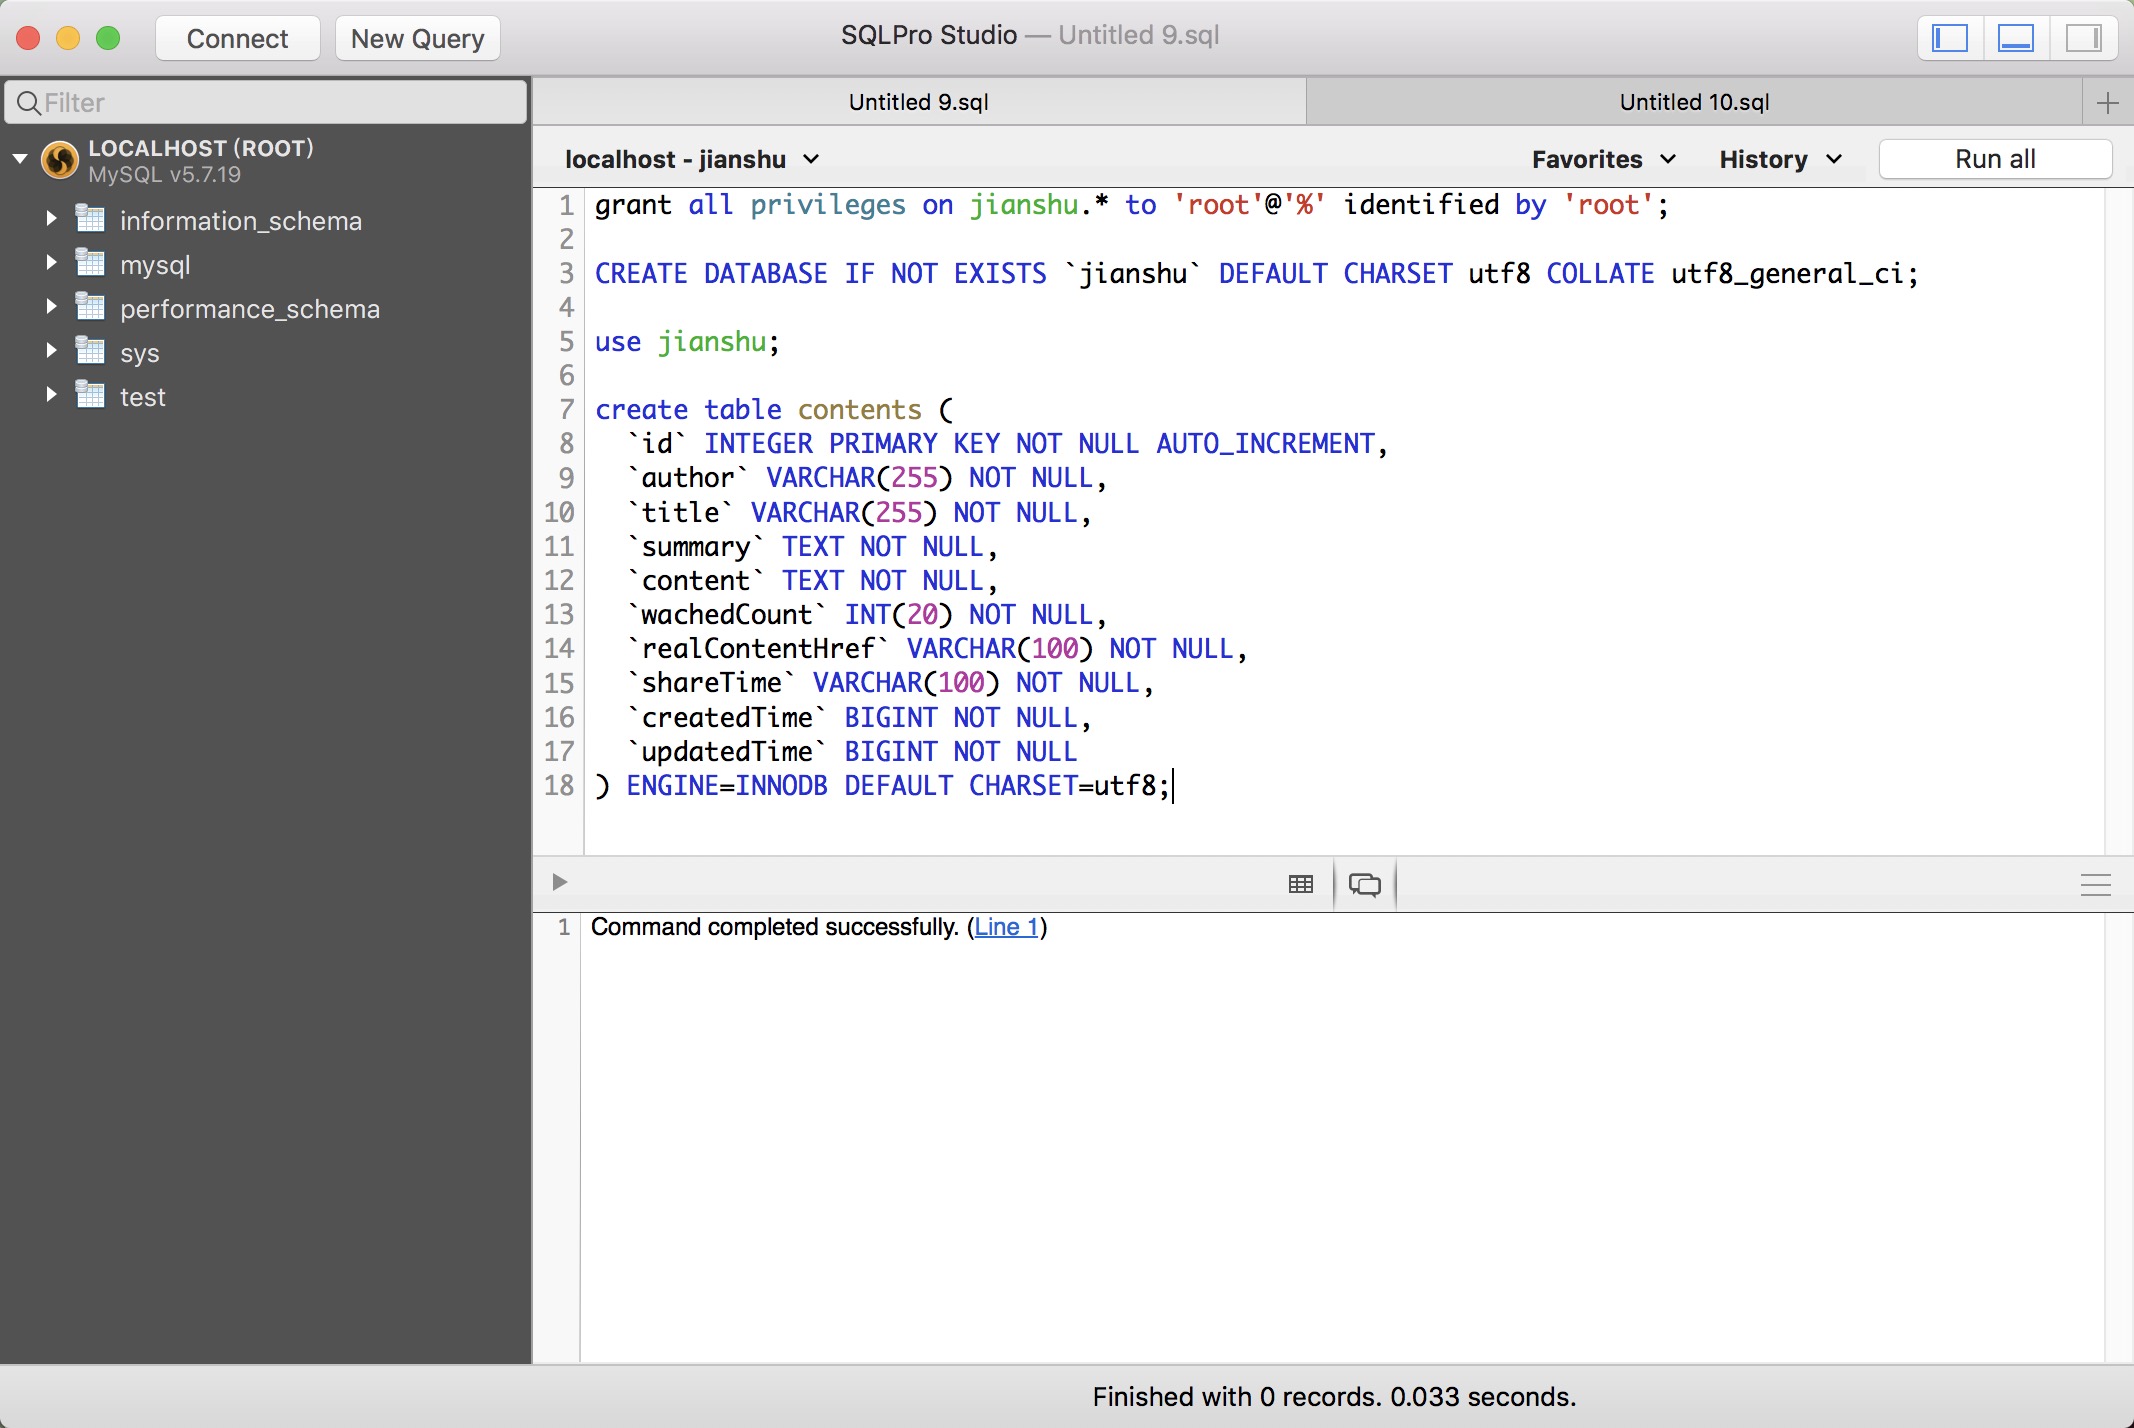 Connect
New Query
SQLPro Studio — Untitled 9.sql
Filter
Untitled 9.sql
Untitled 10.sql
LOCALHOST (ROOT)
MySQL v5.7.19
information_schema
mysql
performance_schema
sys
test
localhost - jianshu
Favorites
History
Run all
1 grant all privileges on jianshu.* to 'root'@'%' identified by 'root';
2
3 CREATE DATABASE IF NOT EXISTS `jianshu` DEFAULT CHARSET utf8 COLLATE utf8_general_ci;
4
5 use jianshu;
6
7 create table contents (
8   `id` INTEGER PRIMARY KEY NOT NULL AUTO_INCREMENT,
9   `author` VARCHAR(255) NOT NULL,
10   `title` VARCHAR(255) NOT NULL,
11   `summary` TEXT NOT NULL,
12   `content` TEXT NOT NULL,
13   `wachedCount` INT(20) NOT NULL,
14   `realContentHref` VARCHAR(100) NOT NULL,
15   `shareTime` VARCHAR(100) NOT NULL,
16   `createdTime` BIGINT NOT NULL,
17   `updatedTime` BIGINT NOT NULL
18 ) ENGINE=INNODB DEFAULT CHARSET=utf8;
1 Command completed successfully. (Line 1)
Finished with 0 records. 0.033 seconds.